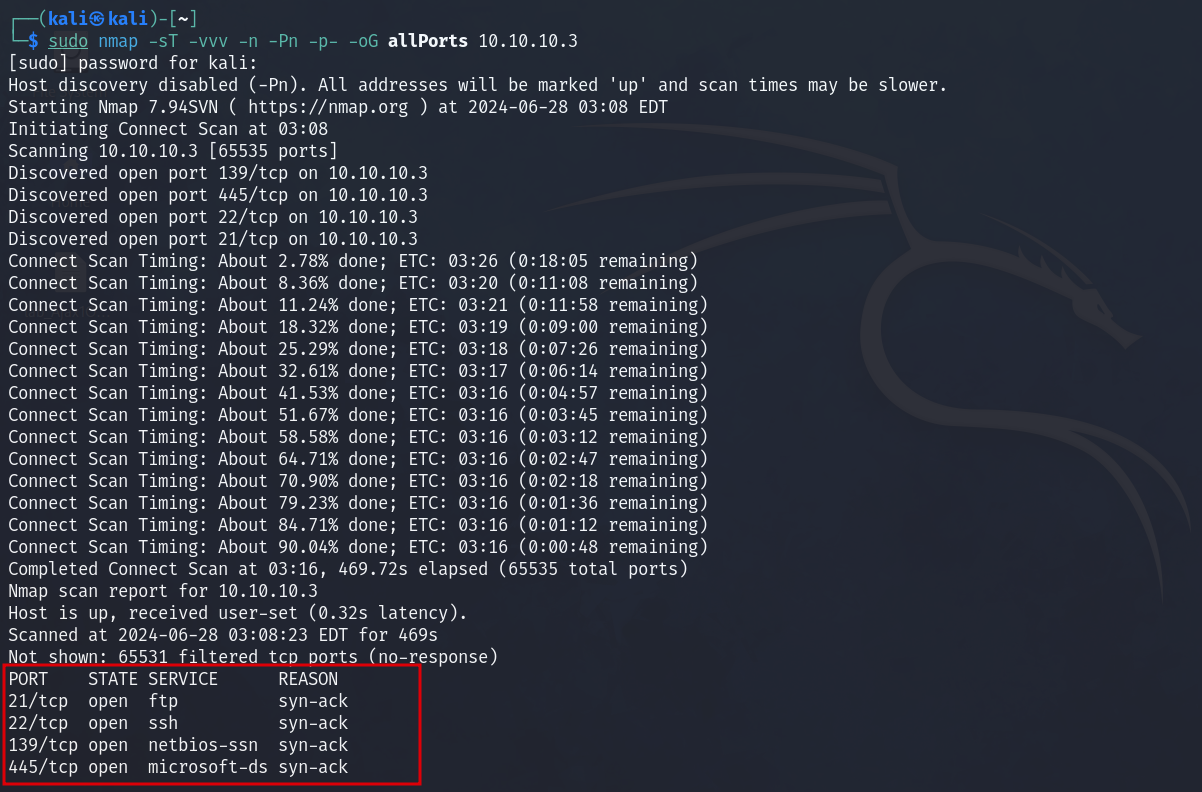 ┌──(kali㉿kali)-[~]
└─$ sudo nmap -sT -vvv -n -Pn -p- -oG allPorts 10.10.10.3
[sudo] password for kali:
Host discovery disabled (-Pn). All addresses will be marked 'up' and scan times may be slower.
Starting Nmap 7.94SVN ( https://nmap.org ) at 2024-06-28 03:08 EDT
Initiating Connect Scan at 03:08
Scanning 10.10.10.3 [65535 ports]
Discovered open port 139/tcp on 10.10.10.3
Discovered open port 445/tcp on 10.10.10.3
Discovered open port 22/tcp on 10.10.10.3
Discovered open port 21/tcp on 10.10.10.3
Connect Scan Timing: About 2.78% done; ETC: 03:26 (0:18:05 remaining)
Connect Scan Timing: About 8.36% done; ETC: 03:20 (0:11:08 remaining)
Connect Scan Timing: About 11.24% done; ETC: 03:21 (0:11:58 remaining)
Connect Scan Timing: About 18.32% done; ETC: 03:19 (0:09:00 remaining)
Connect Scan Timing: About 25.29% done; ETC: 03:18 (0:07:26 remaining)
Connect Scan Timing: About 32.61% done; ETC: 03:17 (0:06:14 remaining)
Connect Scan Timing: About 41.53% done; ETC: 03:16 (0:04:57 remaining)
Connect Scan Timing: About 51.67% done; ETC: 03:16 (0:03:45 remaining)
Connect Scan Timing: About 58.58% done; ETC: 03:16 (0:03:12 remaining)
Connect Scan Timing: About 64.71% done; ETC: 03:16 (0:02:47 remaining)
Connect Scan Timing: About 70.90% done; ETC: 03:16 (0:02:18 remaining)
Connect Scan Timing: About 79.23% done; ETC: 03:16 (0:01:36 remaining)
Connect Scan Timing: About 84.71% done; ETC: 03:16 (0:01:12 remaining)
Connect Scan Timing: About 90.04% done; ETC: 03:16 (0:00:48 remaining)
Completed Connect Scan at 03:16, 469.72s elapsed (65535 total ports)
Nmap scan report for 10.10.10.3
Host is up, received user-set (0.32s latency).
Scanned at 2024-06-28 03:08:23 EDT for 469s
Not shown: 65531 filtered tcp ports (no-response)
PORT    STATE SERVICE      REASON
21/tcp  open  ftp          syn-ack
22/tcp  open  ssh          syn-ack
139/tcp open  netbios-ssn  syn-ack
445/tcp open  microsoft-ds syn-ack